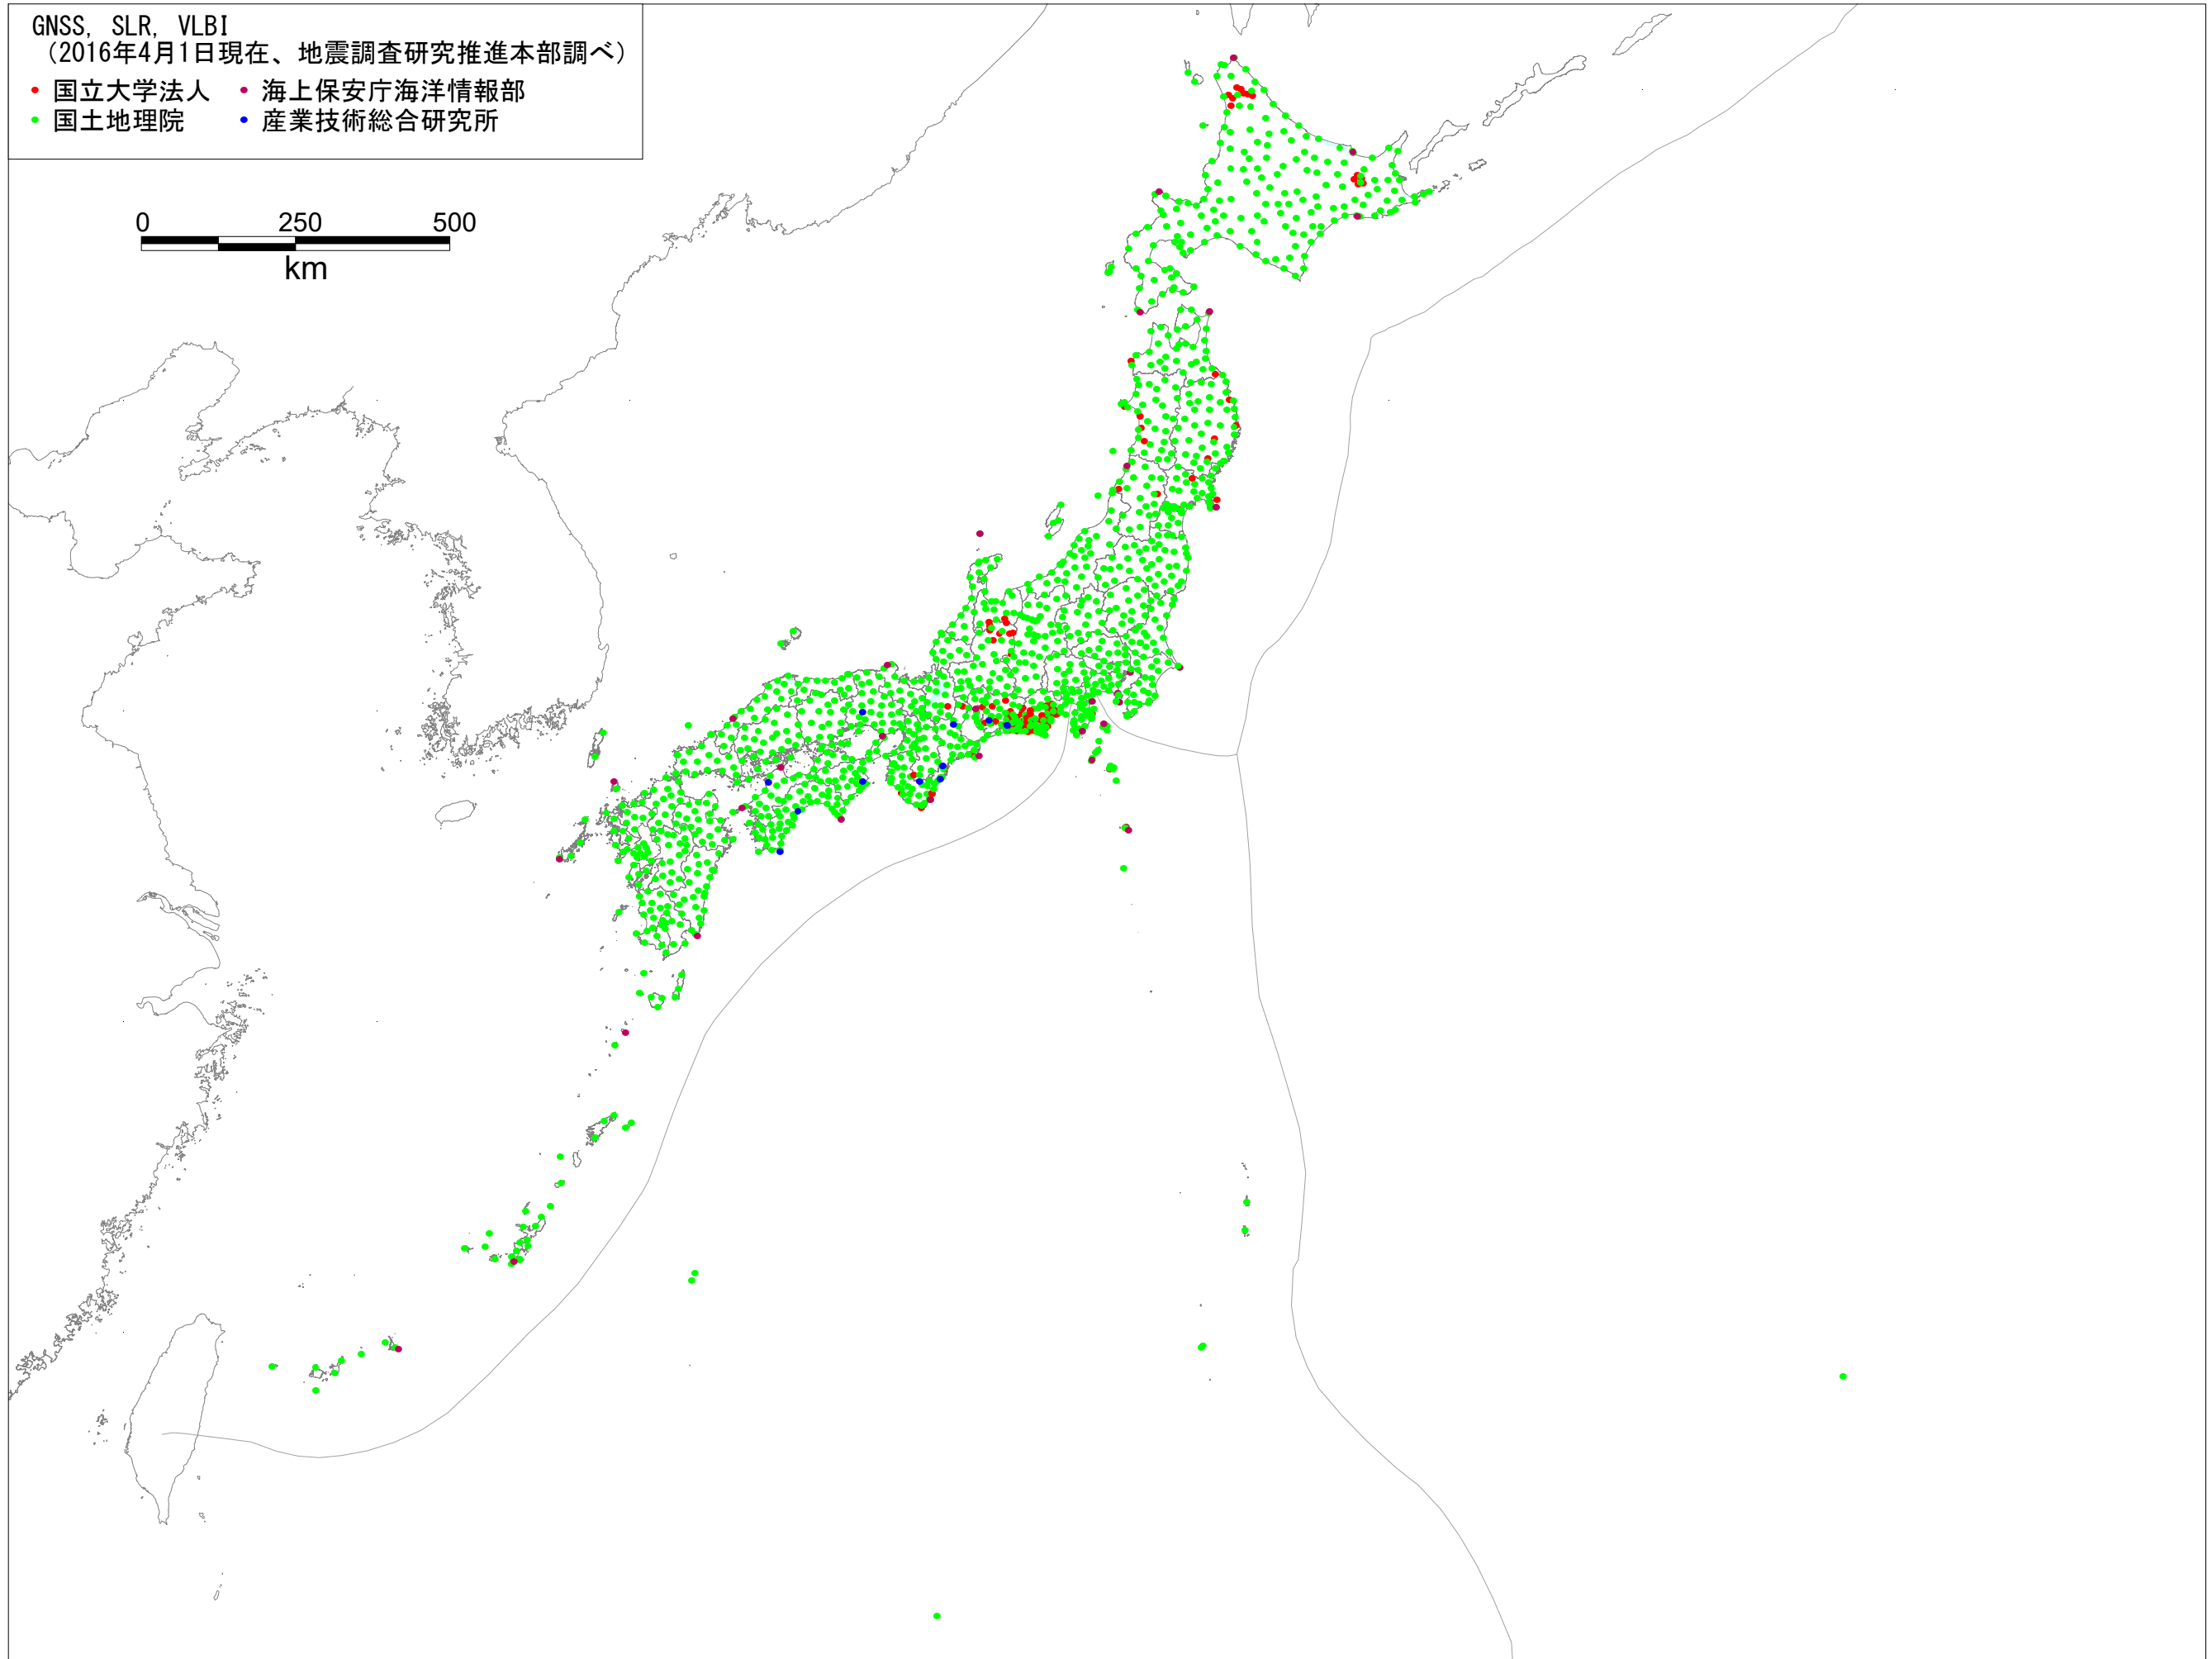 GNSS, SLR, VLBI
（2016年4月1日現在、地震調査研究推進本部調べ）
国立大学法人 海上保安庁海洋情報部
国土地理院 産業技術総合研究所
0 250 500
km